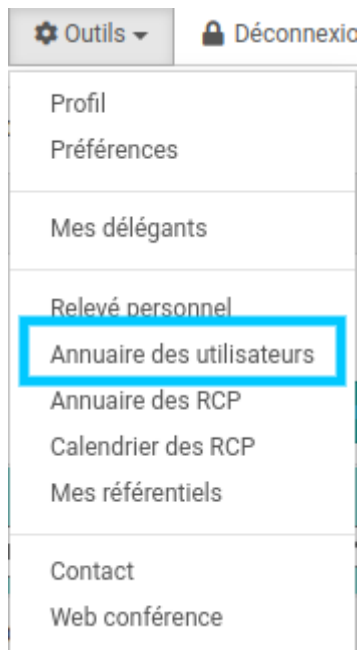 Outils Déconnexio
Profil
Préférences
Mes délégants
Relevé personnel
Annuaire des utilisateurs
Annuaire des RCP
Calendrier des RCP
Mes référentiels
Contact
Web conférence